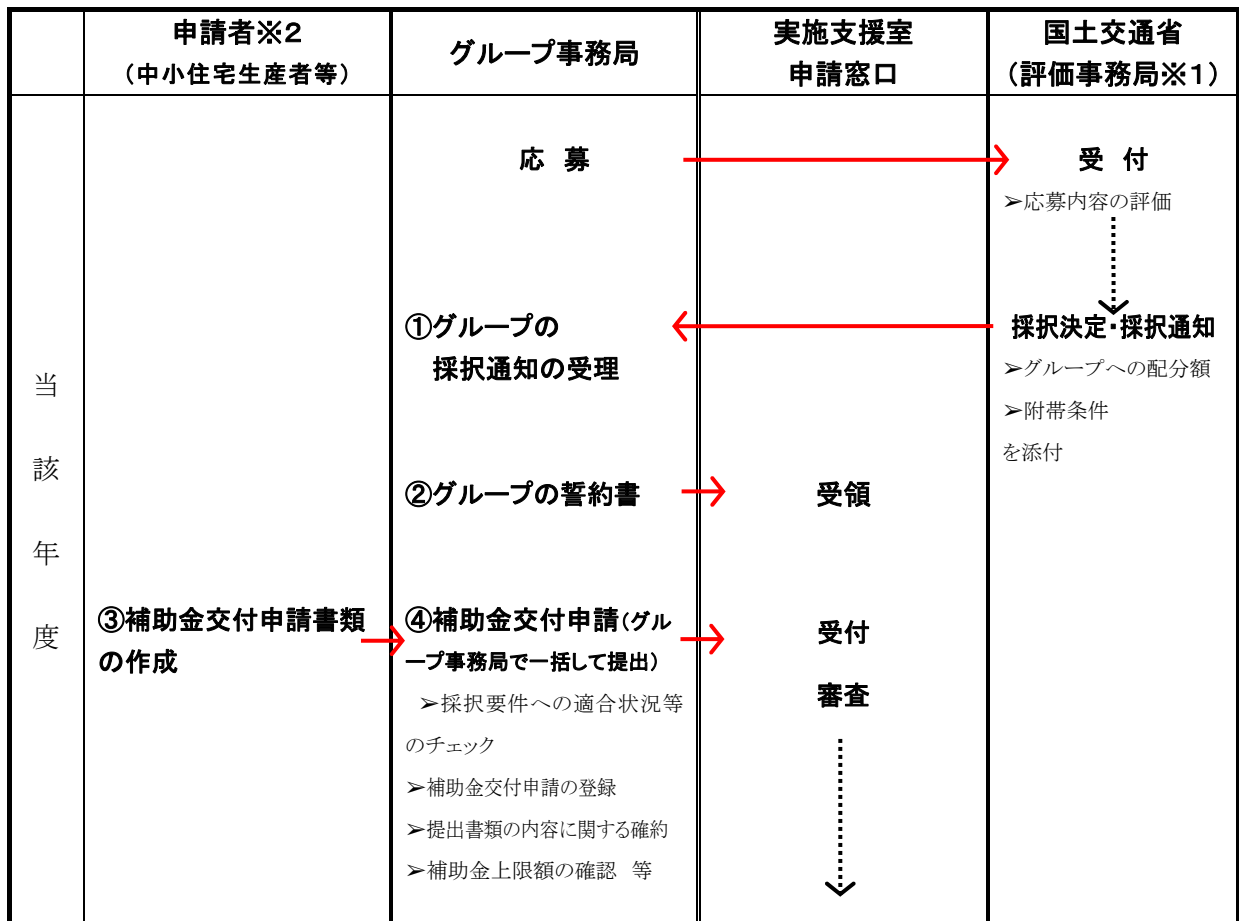 申請者※2
（中小住宅生産者等）
グループ事務局
実施支援室
申請窓口
国土交通省
（評価事務局※1）
当該年度
応 募
受 付
➢応募内容の評価
①グループの
採択通知の受理
採択決定・採択通知
➢グループへの配分額
➢附帯条件
を添付
②グループの誓約書
受領
③補助金交付申請書類
の作成
④補助金交付申請（グル
ープ事務局で一括して提出）
➢採択要件への適合状況等
のチェック
➢補助金交付申請の登録
➢提出書類の内容に関する確約
➢補助金上限額の確認 等
受付
審査